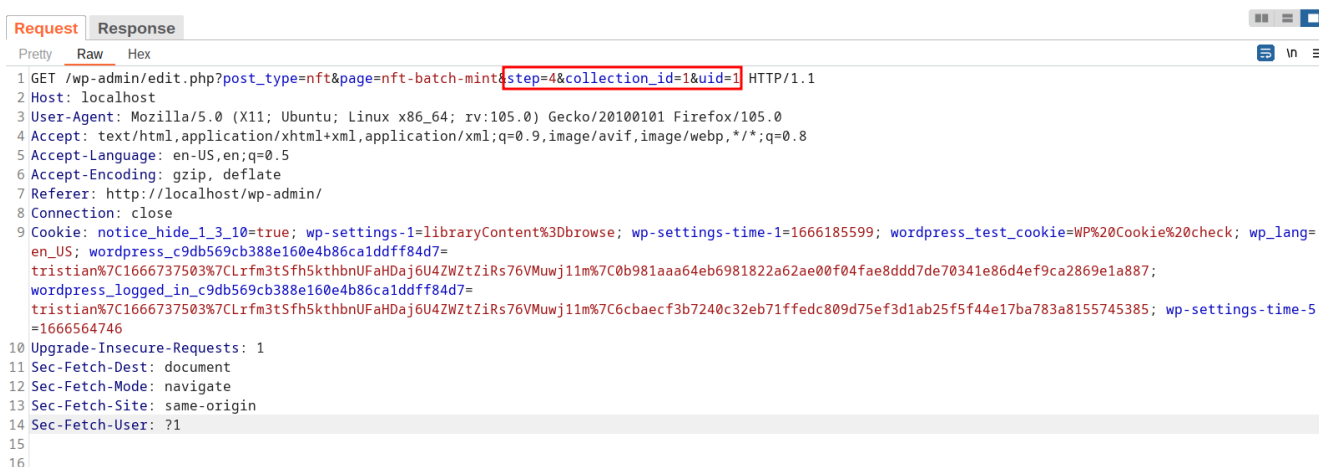 Request Response
Pretty Raw Hex
\n
1 GET /wp-admin/edit.php?post_type=nft&page=nft-batch-mint&step=4&collection_id=1&uid=1 HTTP/1.1
2 Host: localhost
3 User-Agent: Mozilla/5.0 (X11; Ubuntu; Linux x86_64; rv:105.0) Gecko/20100101 Firefox/105.0
4 Accept: text/html,application/xhtml+xml,application/xml;q=0.9,image/avif,image/webp,*/*;q=0.8
5 Accept-Language: en-US,en;q=0.5
6 Accept-Encoding: gzip, deflate
7 Referer: http://localhost/wp-admin/
8 Connection: close
9 Cookie: notice_hide_1_3_10=true; wp-settings-1=libraryContent%3Dbrowse; wp-settings-time-1=1666185599; wordpress_test_cookie=WP%20Cookie%20check; wp_lang=
en_US; wordpress_c9db569cb388e160e4b86ca1ddff84d7=
tristian%7C1666737503%7CLrfm3tSfh5kthbnUFaHDaj6U4ZWZtZiRs76VMuwj11m%7C0b981aaa64eb6981822a62ae00f04fae8ddd7de70341e86d4ef9ca2869e1a887;
wordpress_logged_in_c9db569cb388e160e4b86ca1ddff84d7=
tristian%7C1666737503%7CLrfm3tSfh5kthbnUFaHDaj6U4ZWZtZiRs76VMuwj11m%7C6cbaecf3b7240c32eb71ffedc809d75ef3d1ab25f5f44e17ba783a8155745385; wp-settings-time-5
=1666564746
10 Upgrade-Insecure-Requests: 1
11 Sec-Fetch-Dest: document
12 Sec-Fetch-Mode: navigate
13 Sec-Fetch-Site: same-origin
14 Sec-Fetch-User: ?1
15
16